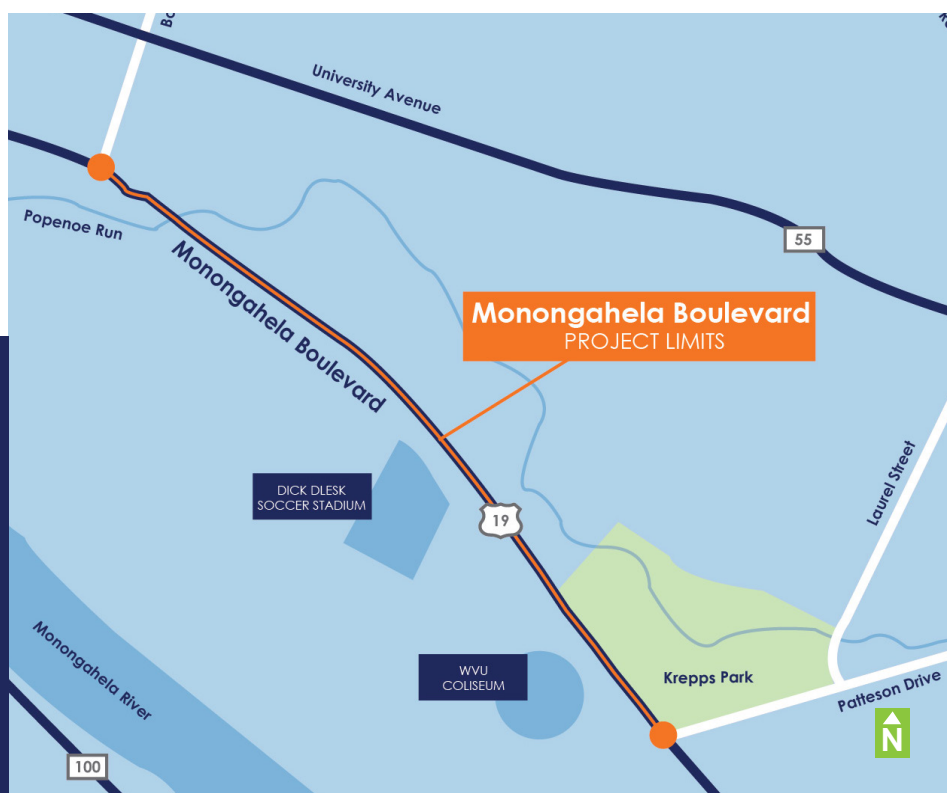 University Avenue
55
Popenoe Run
Monongahela Boulevard
Monongahela Boulevard
PROJECT LIMITS
Laurel Street
DICK DLESK
SOCCER STADIUM
19
Monongahela River
WVU
COLISEUM
Krepps Park
Patteson Drive
N
100